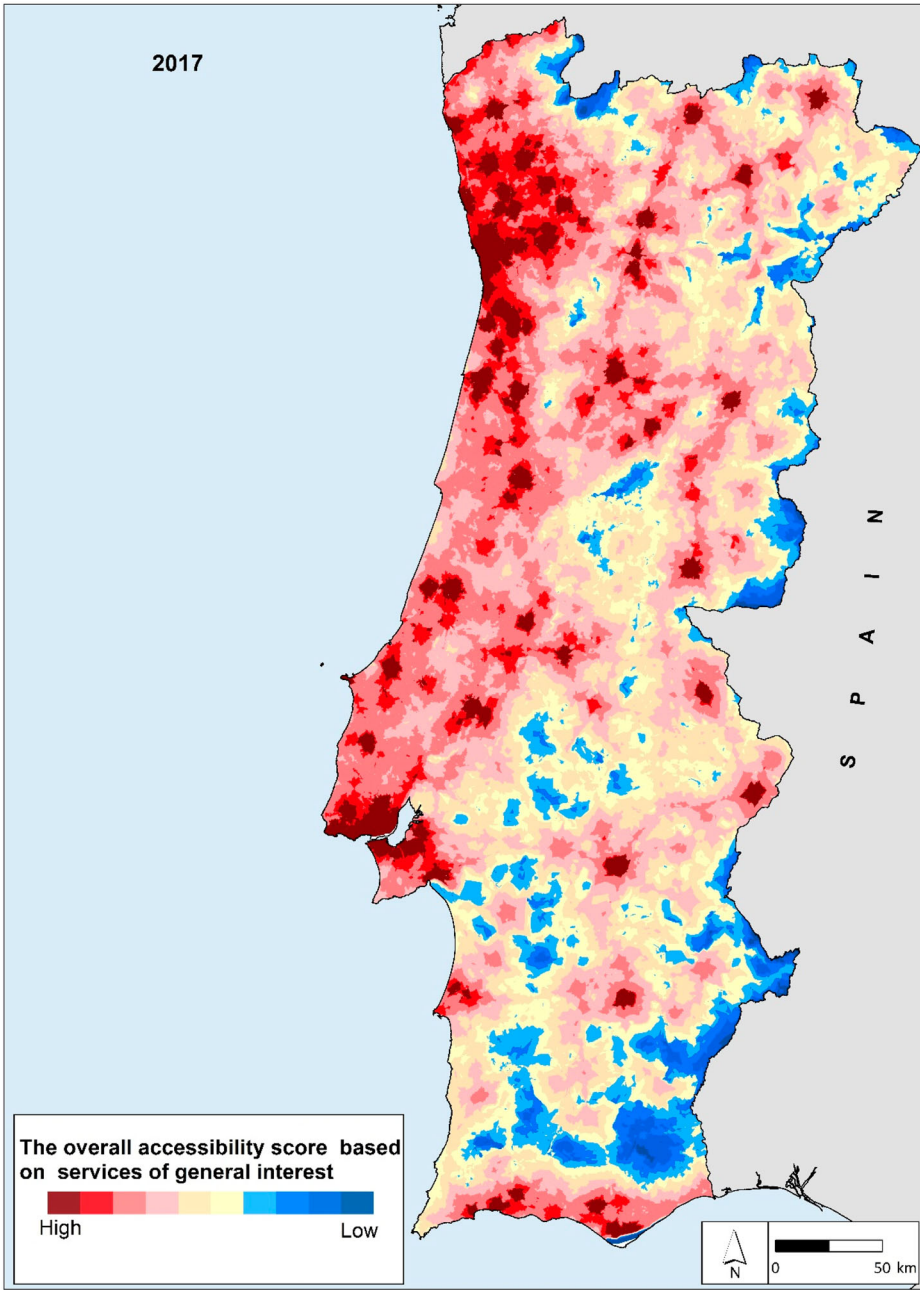 2017
S P A I N
The overall accessibility score based
on services of general interest
High Low
N
0 50 km